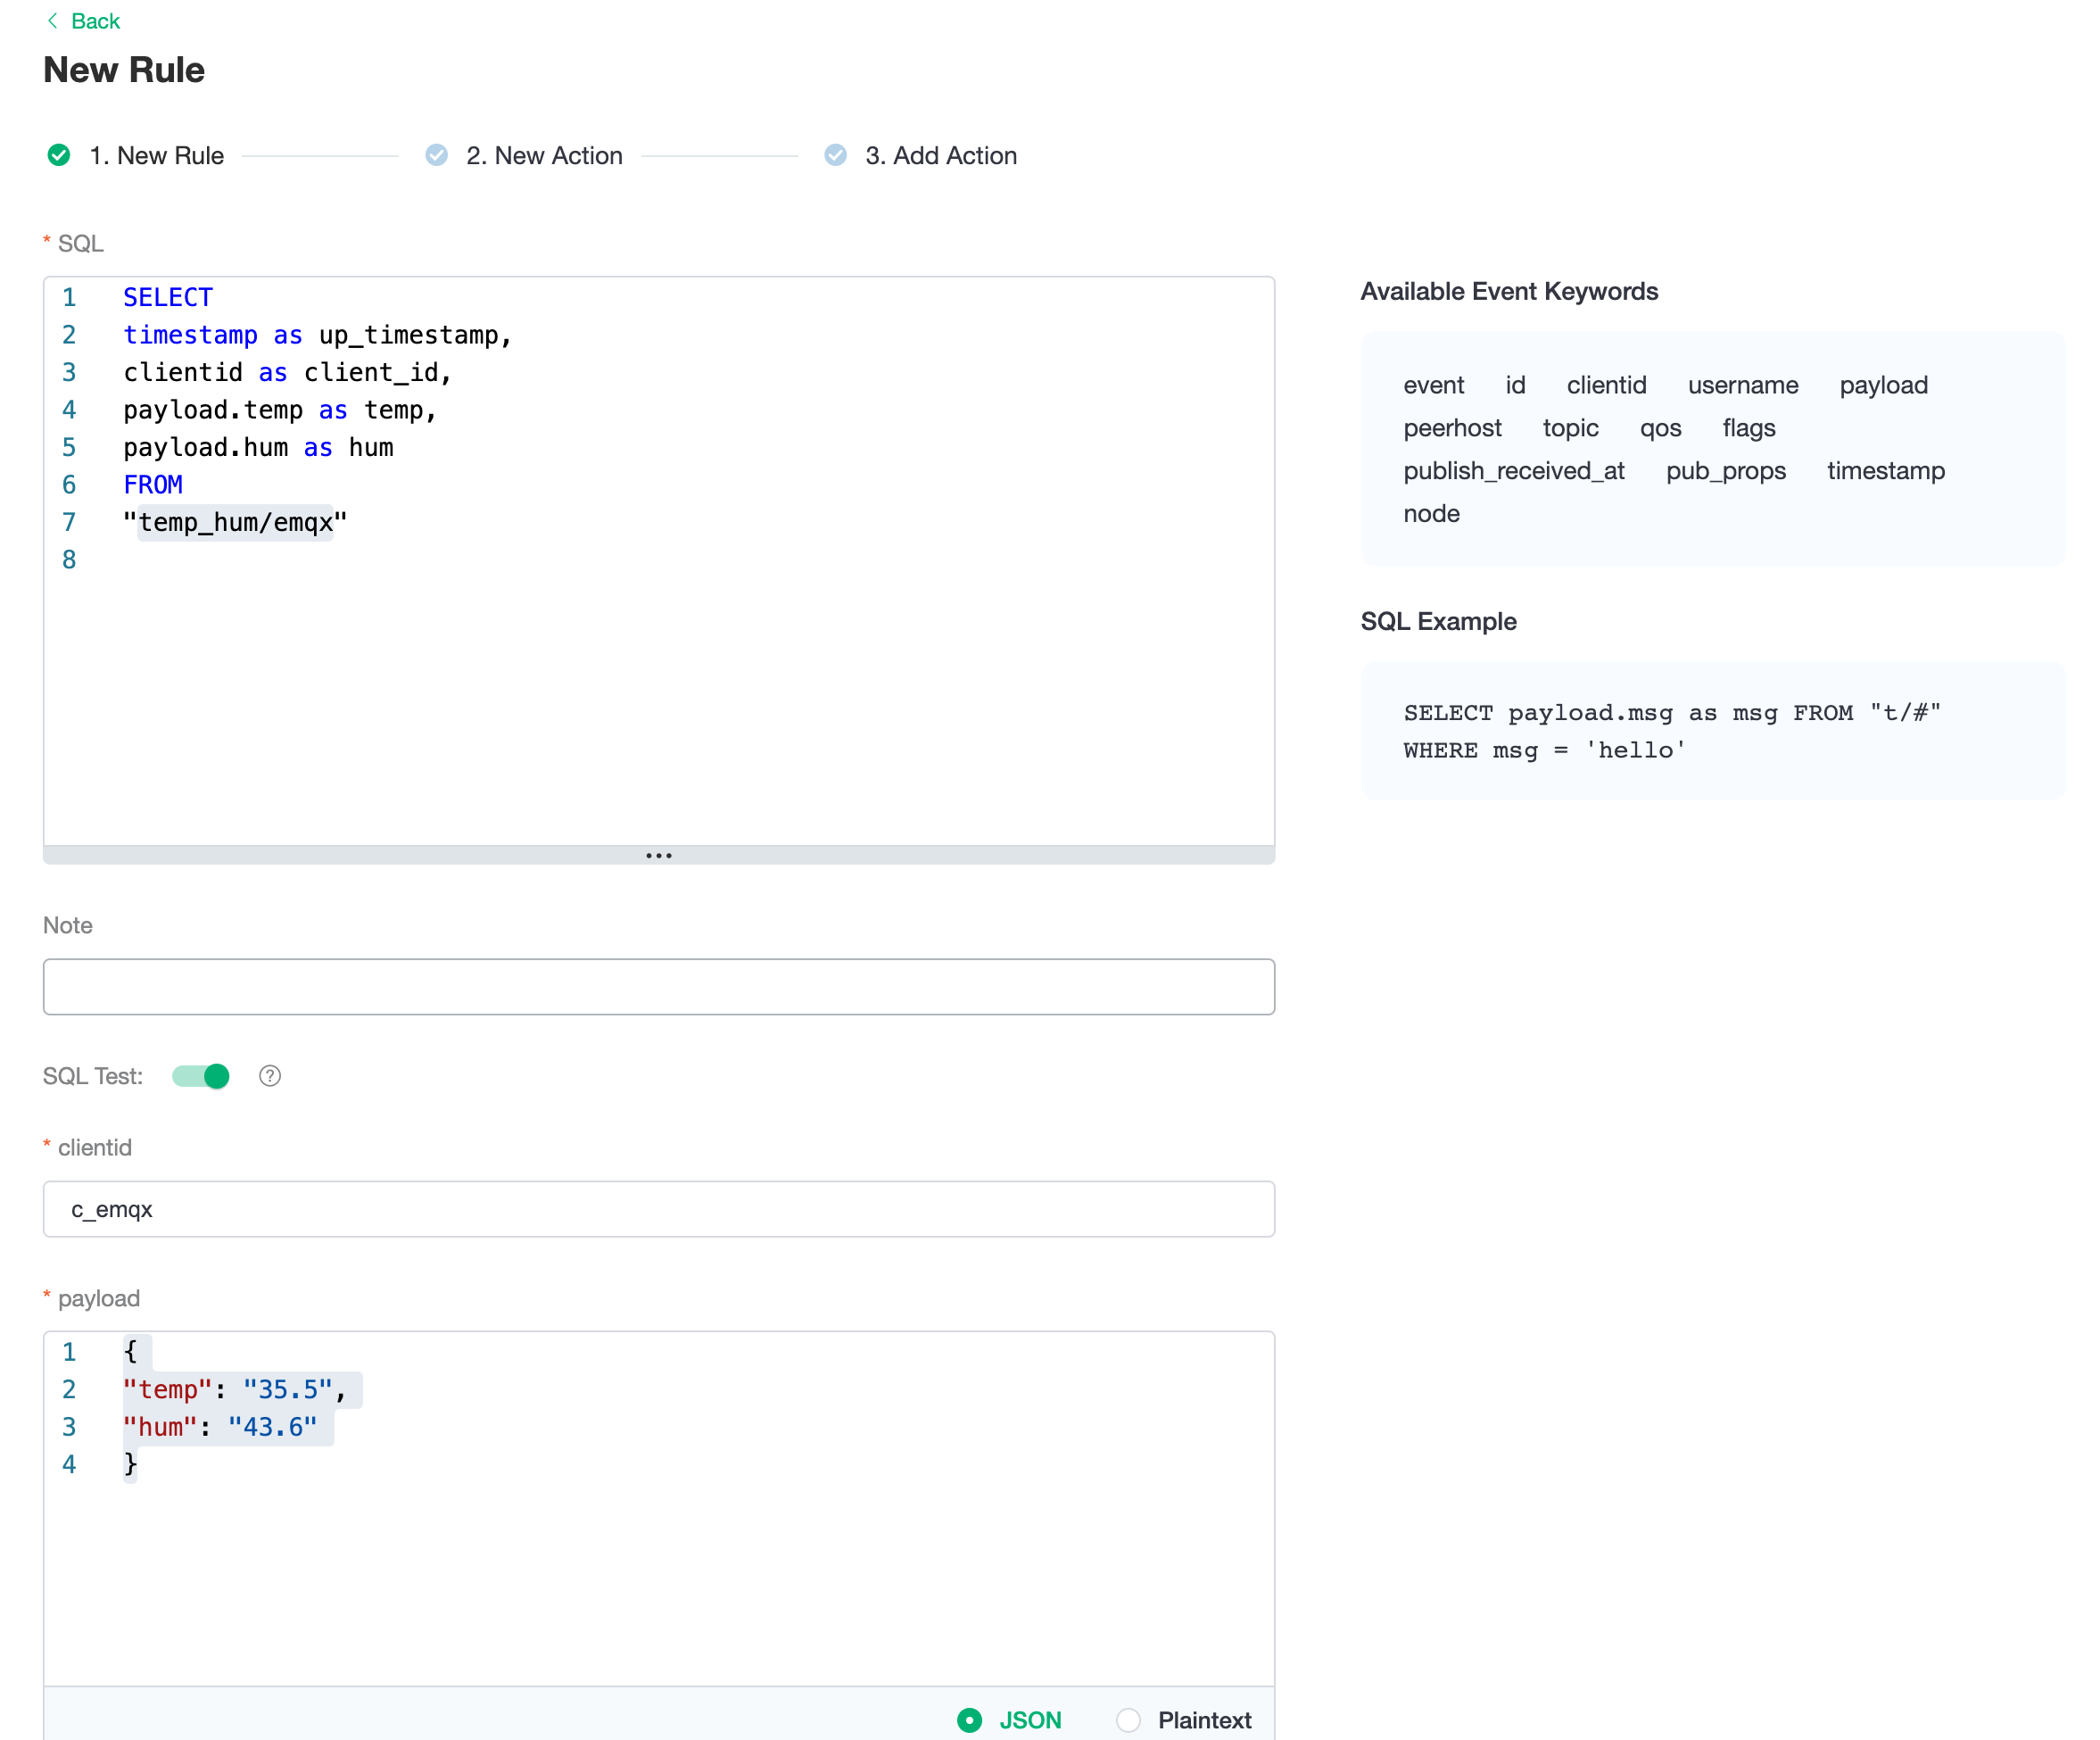 Back
New Rule
1. New Rule
2. New Action
3. Add Action
* SQL
1 SELECT
2 timestamp as up_timestamp,
3 clientid as client_id,
4 payload.temp as temp,
5 payload.hum as hum
6 FROM
7 "temp_hum/emqx"
8
Available Event Keywords
event id clientid username payload
peerhost topic qos flags
publish_received_at pub_props timestamp
node
SQL Example
SELECT payload.msg as msg FROM "t/#"
WHERE msg = 'hello'
Note
SQL Test:
* clientid
c_emqx
* payload
1 {
2 "temp": "35.5",
3 "hum": "43.6"
4 }
JSON Plaintext